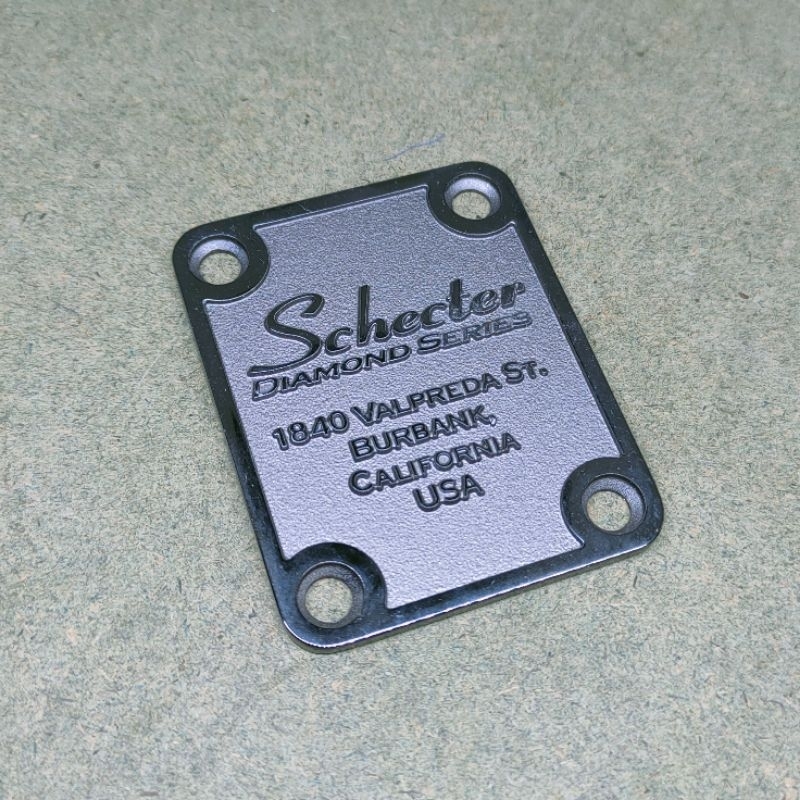 Schecter
DIAMOND SERIES
1840 VALPREDA ST.
BURBANK,
CALIFORNIA
USA